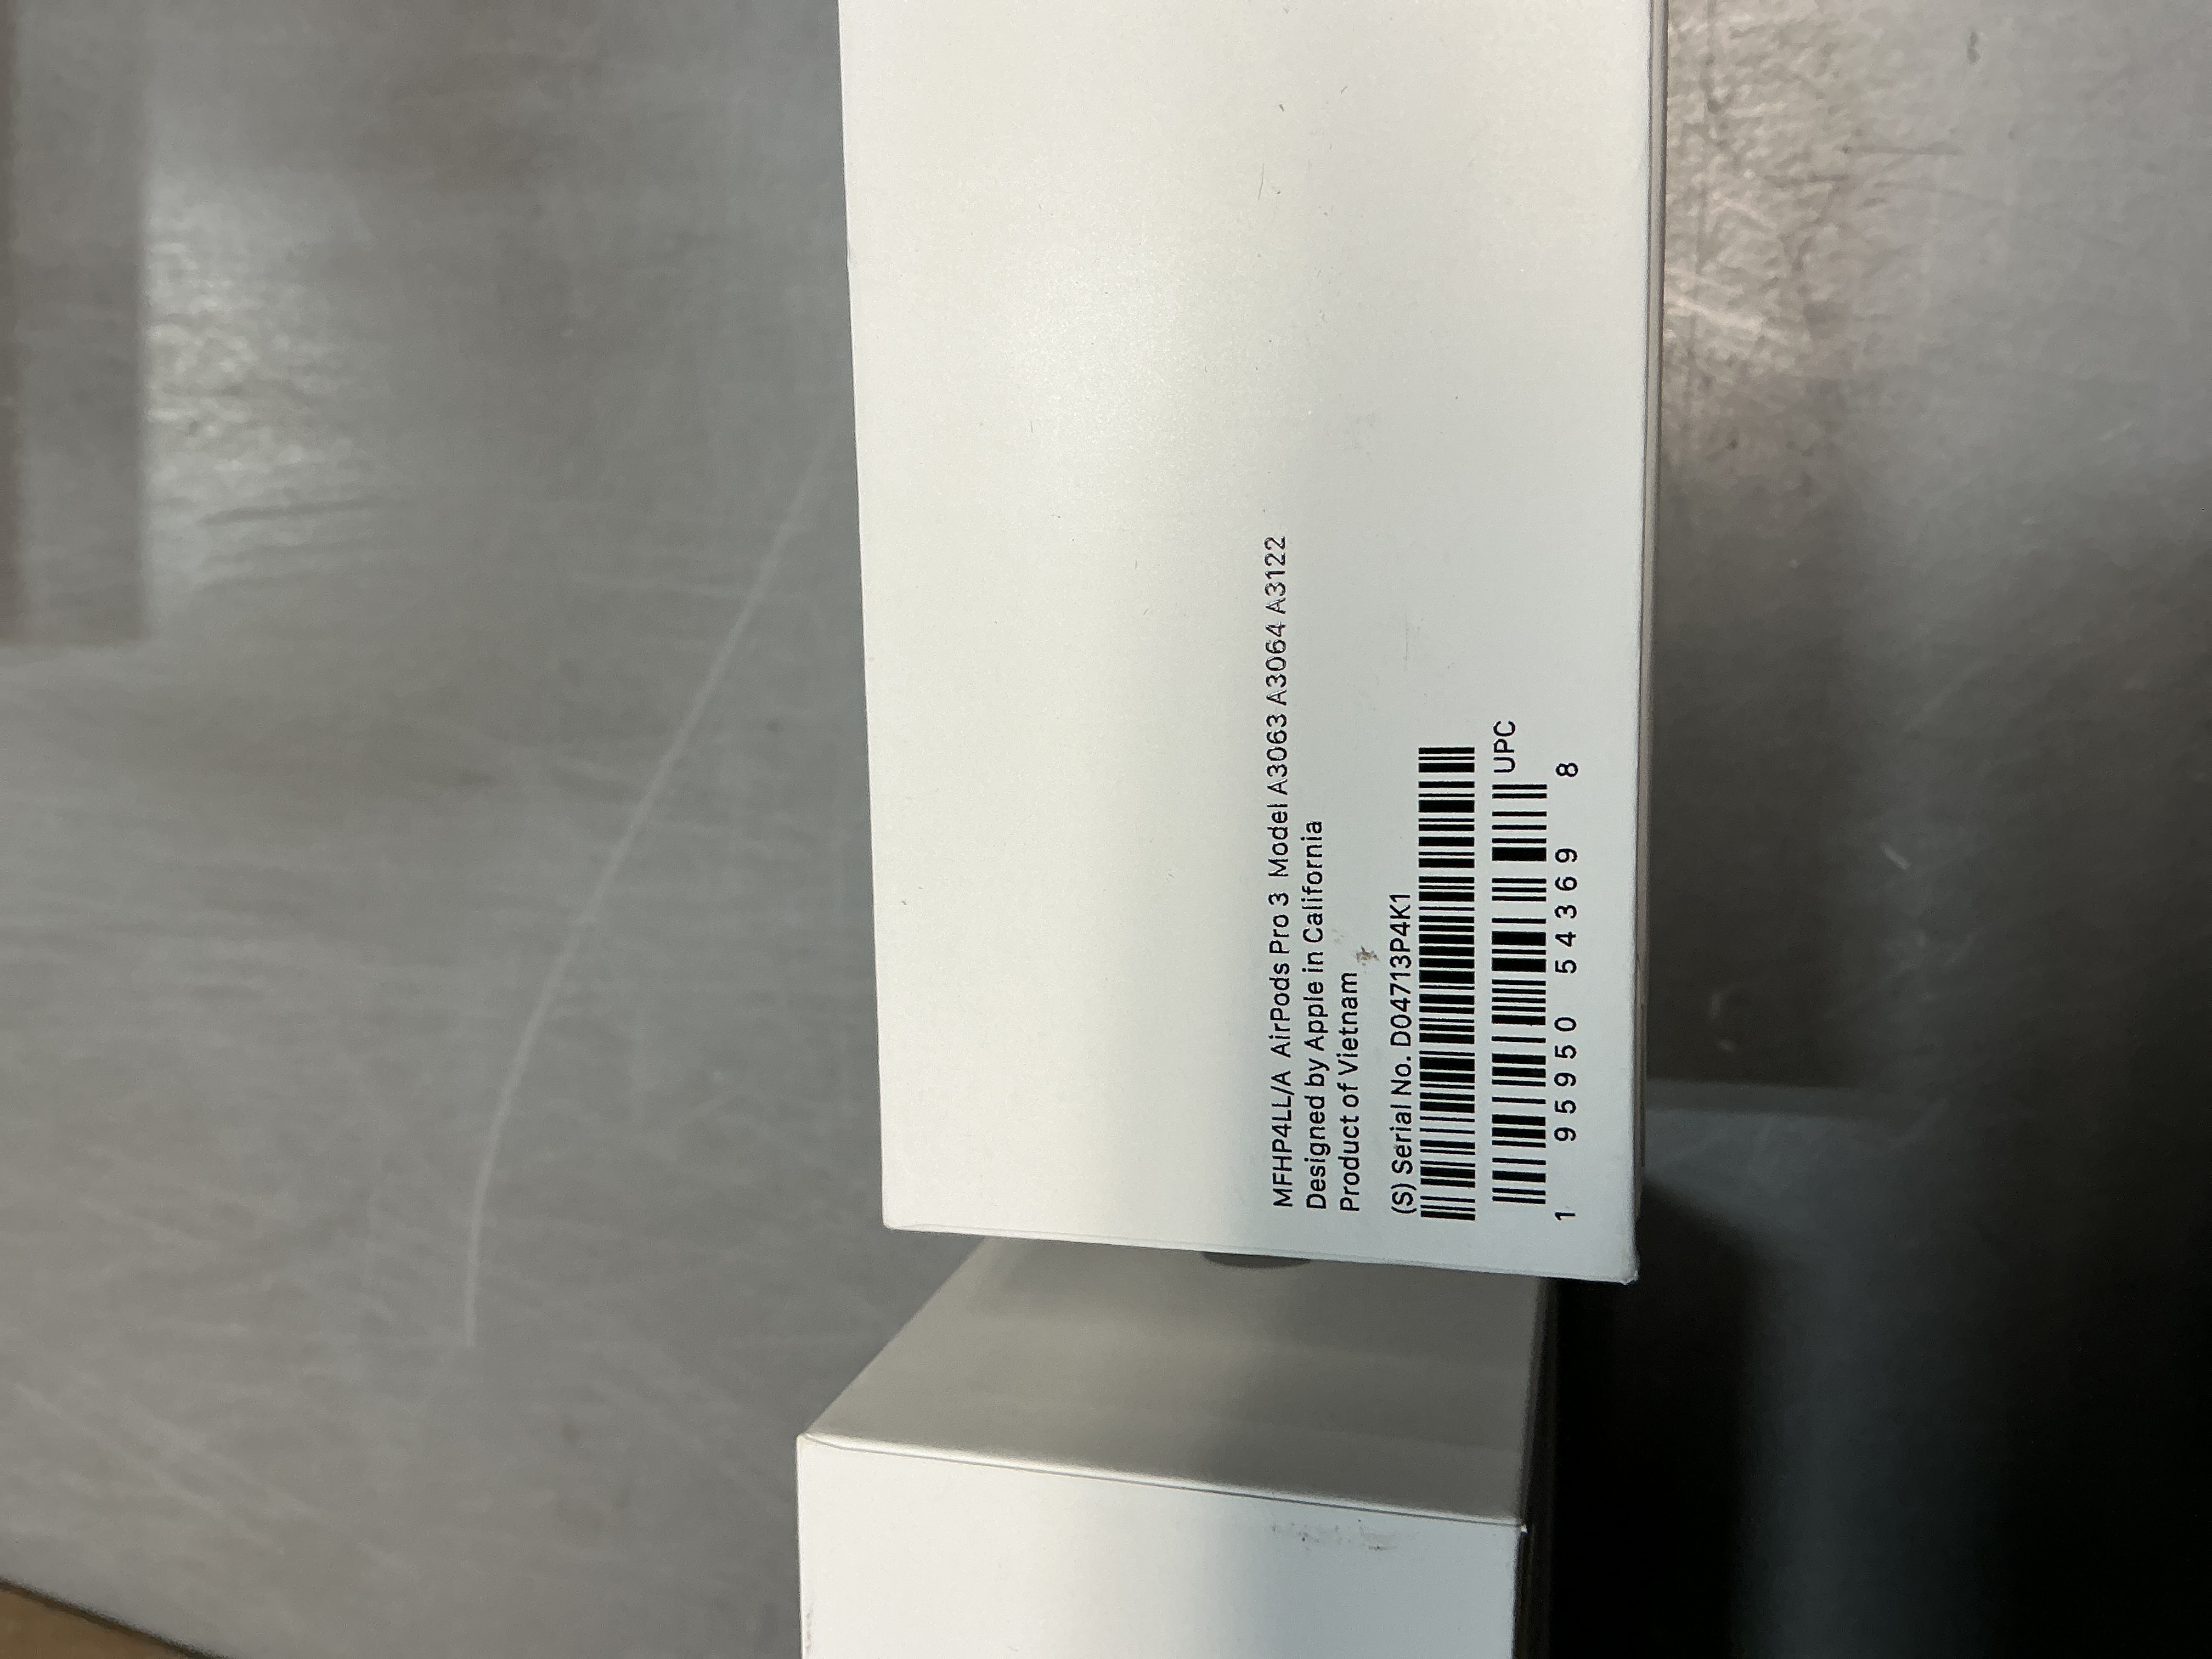 MFHP4LL/A AirPods Pro 3 Model A3063 A3064 A3122
Designed by Apple in California
Product of Vietnam
(S) Serial No. D04713P4K1
UPC
1 95950 54369 8